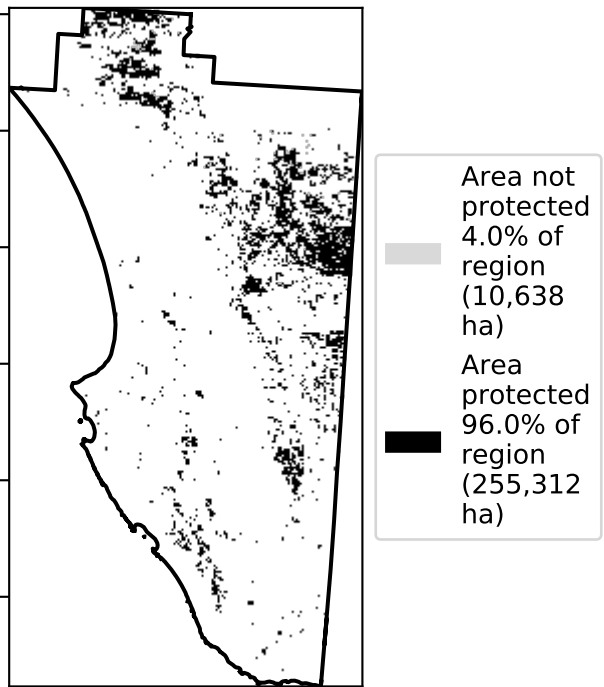 Area not
protected
4.0% of
region
(10,638
ha)
Area
protected
96.0% of
region
(255,312
ha)